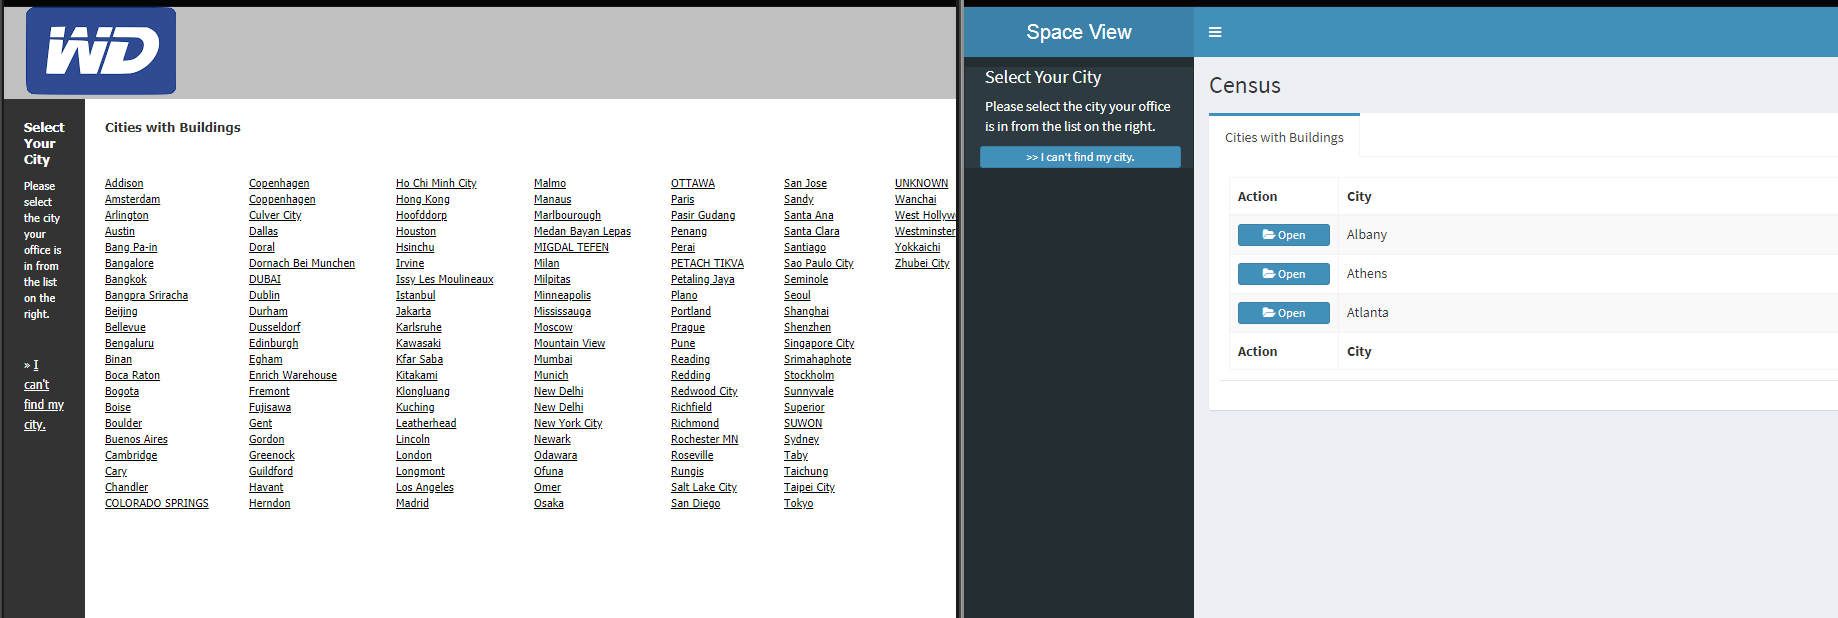 WD
Select
Your
City
Please
select
the city
your
office is
in from
the list
on the
right.
» I
can't
find my
city.
Cities with Buildings
Addison
Amsterdam
Arlington
Austin
Bang Pa-in
Bangalore
Bangkok
Bangpra Sriracha
Beijing
Bellevue
Bengaluru
Binan
Boca Raton
Bogota
Boise
Boulder
Buenos Aires
Cambridge
Cary
Chandler
COLORADO SPRINGS
Copenhagen
Coppenhagen
Culver City
Dallas
Doral
Dornach Bei Munchen
DUBAI
Dublin
Durham
Dusseldorf
Edinburgh
Egham
Enrich Warehouse
Fremont
Fujisawa
Gent
Gordon
Greenock
Guildford
Havant
Herndon
Ho Chi Minh City
Hong Kong
Hoofddorp
Houston
Hsinchu
Irvine
Issy Les Moulineaux
Istanbul
Jakarta
Karlsruhe
Kawasaki
Kfar Saba
Kitakami
Klongluang
Kuching
Leatherhead
Lincoln
London
Longmont
Los Angeles
Madrid
Malmo
Manaus
Marlbourough
Medan Bayan Lepas
MIGDAL TEFEN
Milan
Milpitas
Minneapolis
Mississauga
Moscow
Mountain View
Mumbai
Munich
New Delhi
New Delhi
New York City
Newark
Odawara
Ofuna
Omer
Osaka
OTTAWA
Paris
Pasir Gudang
Penang
Perai
PETACH TIKVA
Petaling Jaya
Plano
Portland
Prague
Pune
Reading
Redding
Redwood City
Richfield
Richmond
Rochester MN
Roseville
Rungis
Salt Lake City
San Diego
San Jose
Sandy
Santa Ana
Santa Clara
Santiago
Sao Paulo City
Seminole
Seoul
Shanghai
Shenzhen
Singapore City
Srimahaphote
Stockholm
Sunnyvale
Superior
SUWON
Sydney
Taby
Taichung
Taipei City
Tokyo
UNKNOWN
Wanchai
West Hollyw
Westminster
Yokkaichi
Zhubei City
Space View
Select Your City
Please select the city your office
is in from the list on the right.
>> I can't find my city.
Census
Cities with Buildings
Action City
Open Albany
Open Athens
Open Atlanta
Action City